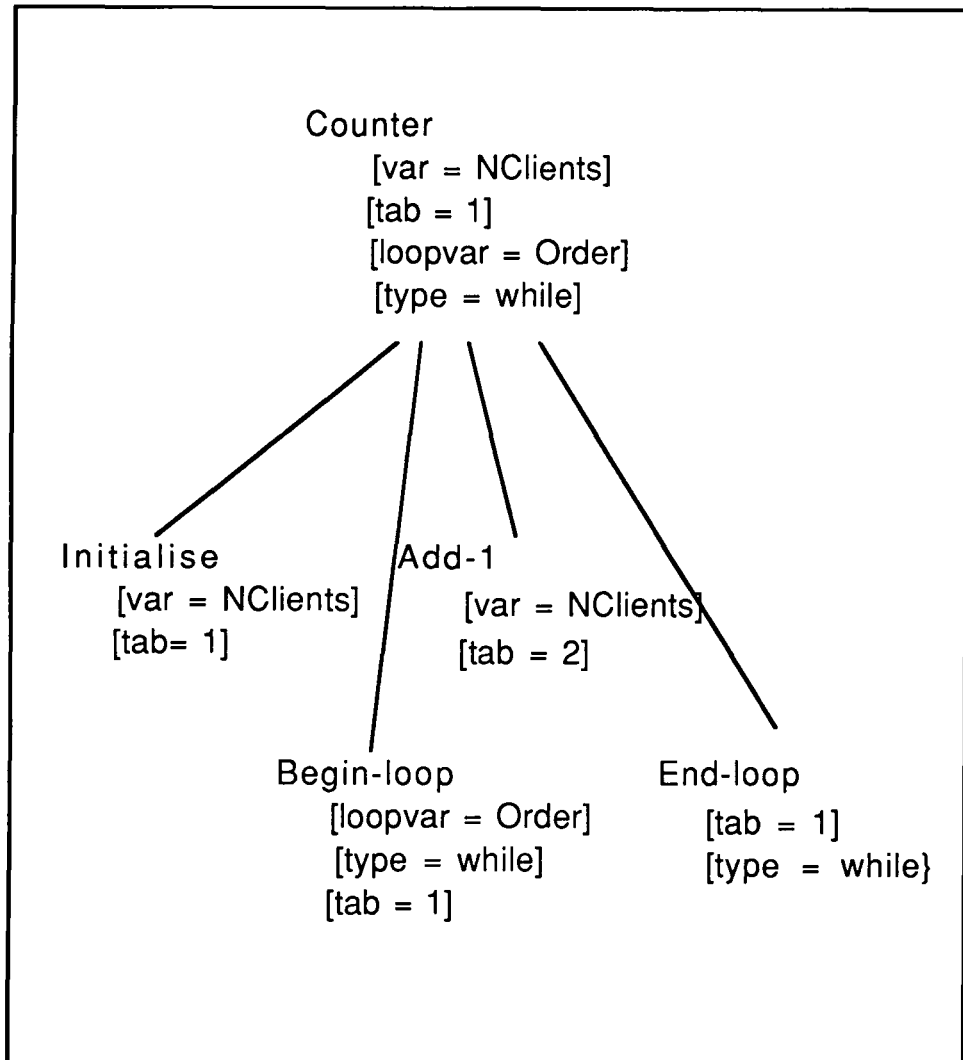 Counter
[var = NClients]
[tab = 1]
[loopvar = Order]
[type = while]
Initialise
[var = NClients]
[tab= 1]
Add-1
[var = NClients]
[tab = 2]
Begin-loop
[loopvar = Order]
[type = while]
[tab = 1]
End-loop
[tab = 1]
[type = while}